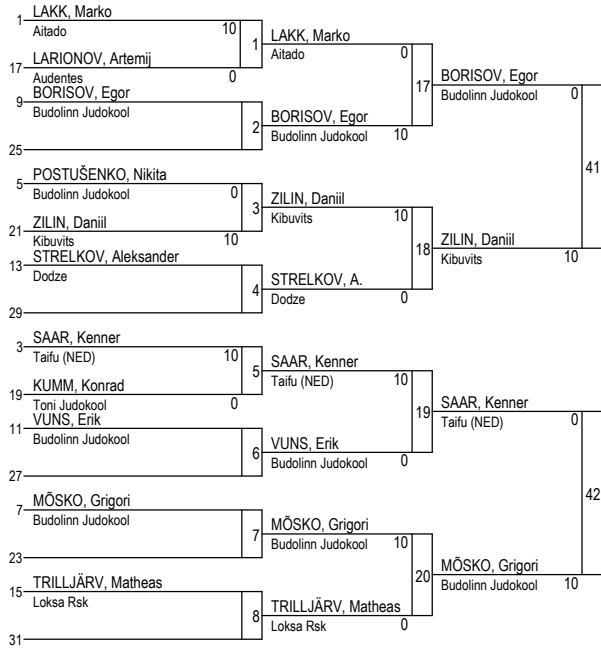 1 LAKK, Marko
Aitado 10
1
17 LARIONOV, Artemij
Audentes 0
9 BORISOV, Egor
Budolinn Judokool
2
25
5 POSTUŠENKO, Nikita
Budolinn Judokool 0
3
21 ZILIN, Daniil
Kibuvits 10
13 STRELKOV, Aleksander
Dodze
4
29
3 SAAR, Kenner
Taifu (NED) 10
5
19 KUMM, Konrad
Toni Judokool 0
11 VUNS, Erik
Budolinn Judokool
6
27
7 MÕSKO, Grigori
Budolinn Judokool
7
23
15 TRILLJÄRV, Matheas
Loksa Rsk
8
31
LAKK, Marko
Aitado 0
17
BORISOV, Egor
Budolinn Judokool 10
ZILIN, Daniil
Kibuvits 10
18
STRELKOV, A.
Dodze 0
SAAR, Kenner
Taifu (NED) 10
19
VUNS, Erik
Budolinn Judokool 0
MÕSKO, Grigori
Budolinn Judokool 10
20
TRILLJÄRV, Matheas
Loksa Rsk 0
BORISOV, Egor
Budolinn Judokool 0
41
ZILIN, Daniil
Kibuvits 10
SAAR, Kenner
Taifu (NED) 0
42
MÕSKO, Grigori
Budolinn Judokool 10